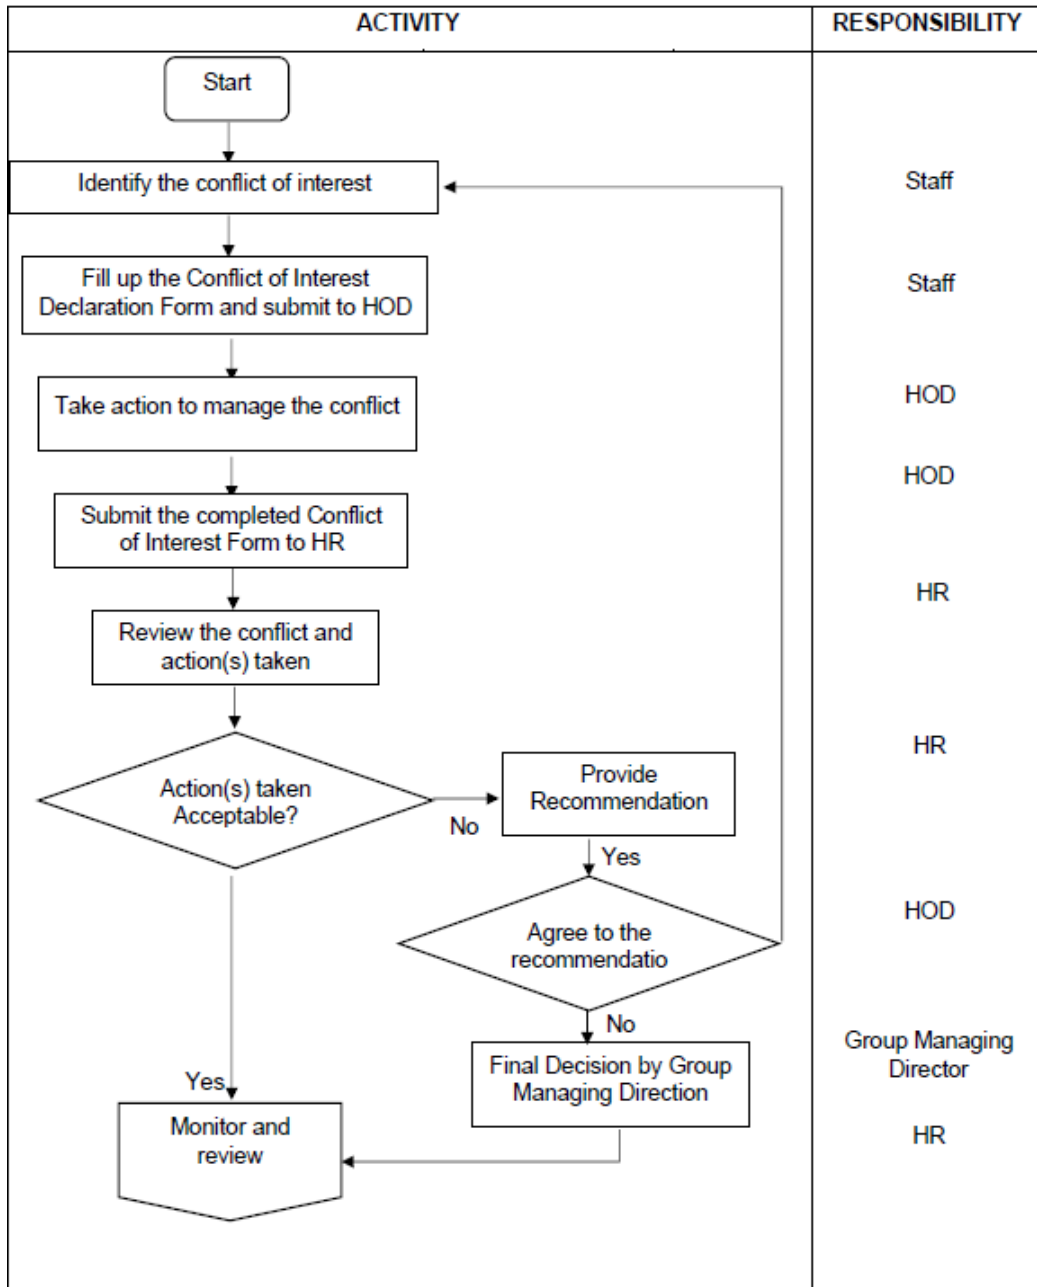 ACTIVITY
RESPONSIBILITY
Start
Identify the conflict of interest
Staff
Fill up the Conflict of Interest
Declaration Form and submit to HOD
Staff
Take action to manage the conflict
HOD
HOD
Submit the completed Conflict
of Interest Form to HR
HR
Review the conflict and
action(s) taken
HR
Action(s) taken
Acceptable?
No
Provide
Recommendation
Yes
HOD
Agree to the
recommendatio
No
Group Managing
Director
Final Decision by Group
Managing Direction
Yes
Monitor and
review
HR